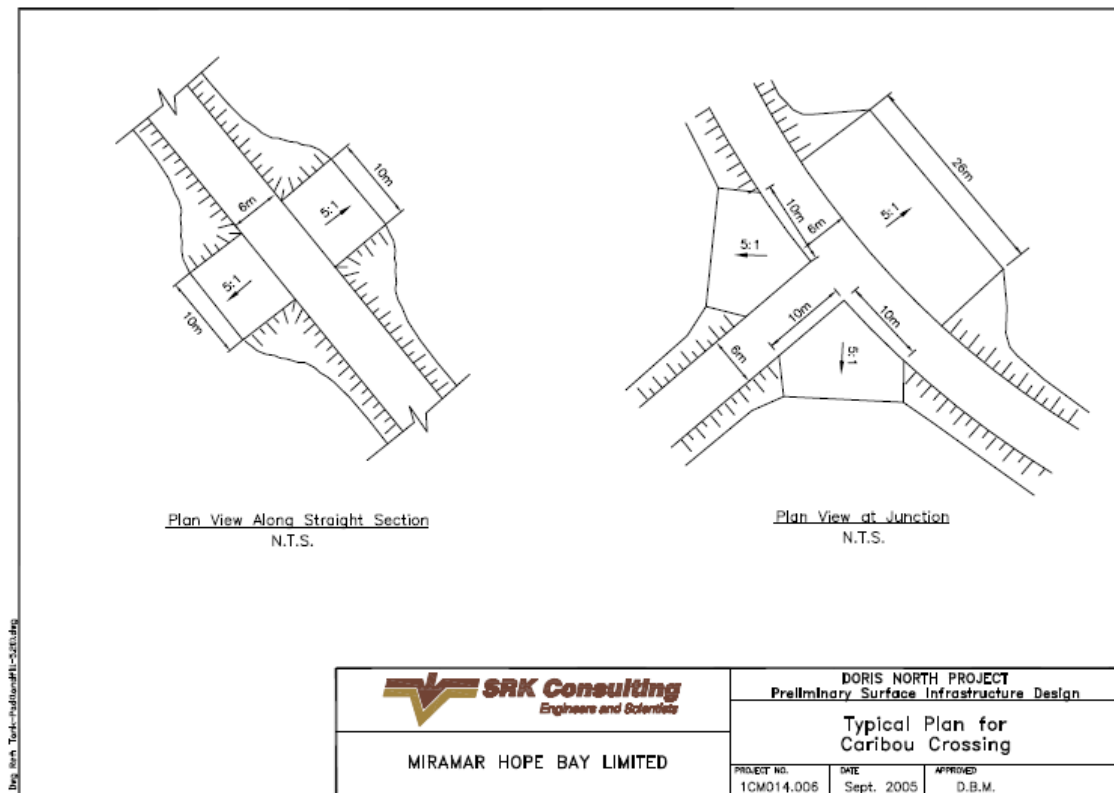 10m
6m
5:1
5:1
10m
Plan View Along Straight Section
N.T.S.
26m
10m
6m
5:1
5:1
10m
10m
6m
5:1
Plan View at Junction
N.T.S.
SRK Consulting
Engineers and Scientists
MIRAMAR HOPE BAY LIMITED
DORIS NORTH PROJECT
Preliminary Surface Infrastructure Design
Typical Plan for
Caribou Crossing
PROJECT NO.
1CM014.006
DATE
Sept. 2005
APPROVED
D.B.M.